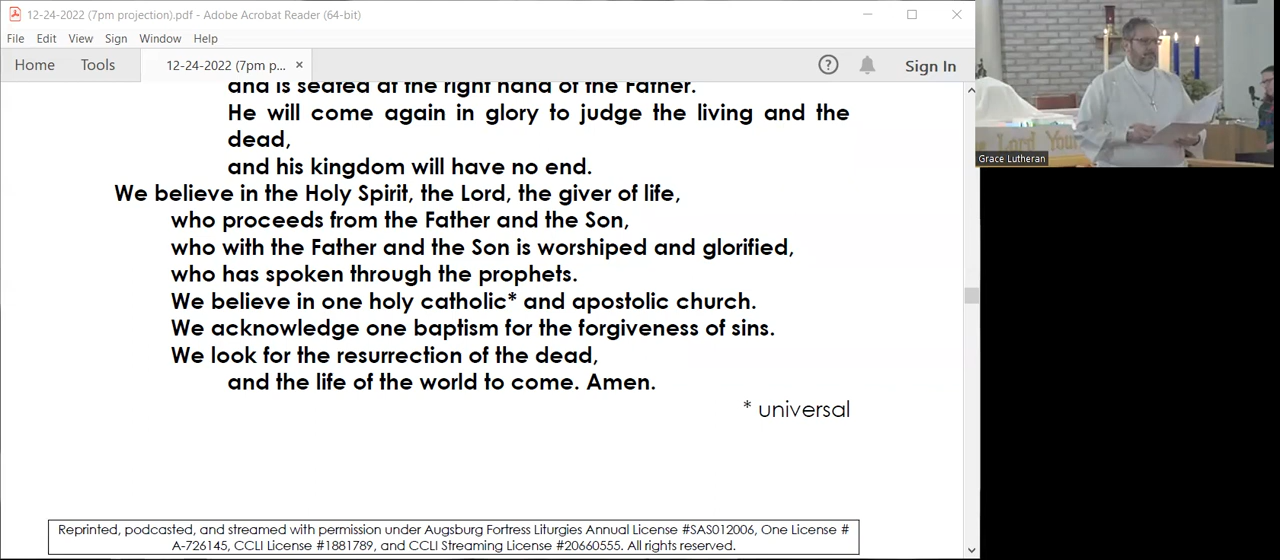 12-24-2022 (7pm projection).pdf - Adobe Acrobat Reader (64-bit)
File Edit View Sign Window Help
Home Tools 12-24-2022 (7pm p... × Sign In
and is seated at the right hand of the Father.
He will come again in glory to judge the living and the
dead,
and his kingdom will have no end.
We believe in the Holy Spirit, the Lord, the giver of life,
who proceeds from the Father and the Son,
who with the Father and the Son is worshiped and glorified,
who has spoken through the prophets.
We believe in one holy catholic* and apostolic church.
We acknowledge one baptism for the forgiveness of sins.
We look for the resurrection of the dead,
and the life of the world to come. Amen.
* universal
Reprinted, podcasted, and streamed with permission under Augsburg Fortress Liturgies Annual License #SAS012006, One License #
A-726145, CCLI License #1881789, and CCLI Streaming License #20660555. All rights reserved.
Lord Your
Grace Lutheran